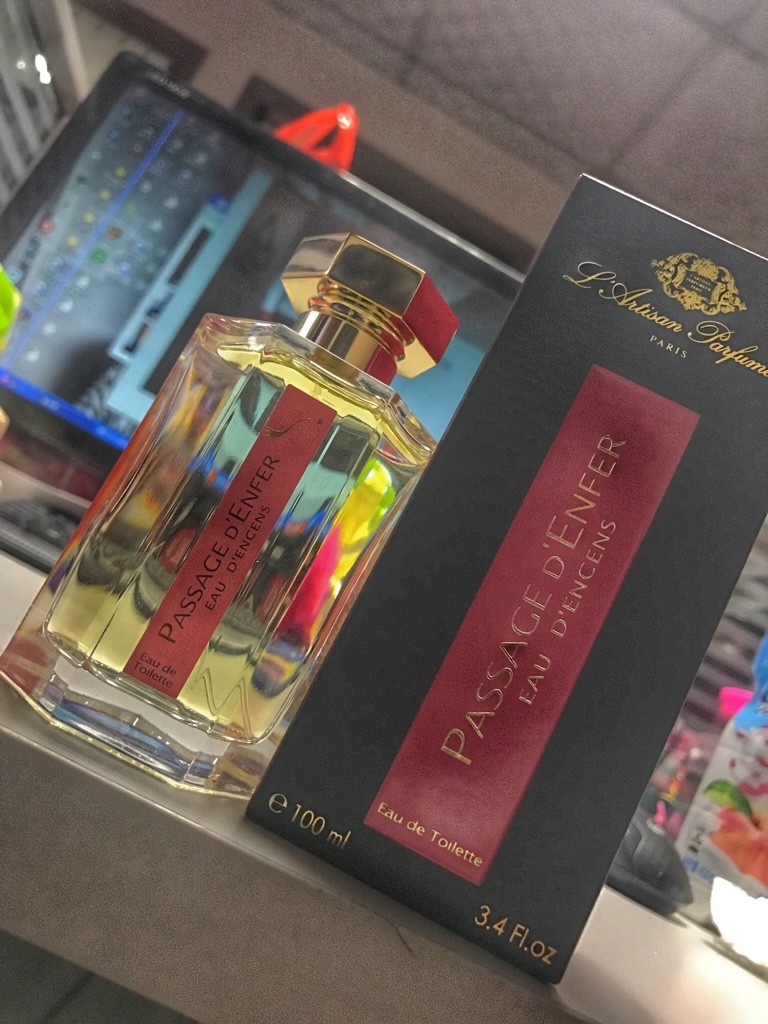 PASSAGE D'ENFER
EAU D'ENCENS
Eau de
Toilette
L'Artisan Parfume
PARIS
PASSAGE D'ENFER
EAU D'ENCENS
Eau de Toilette
e 100 ml
3.4 Fl.oz